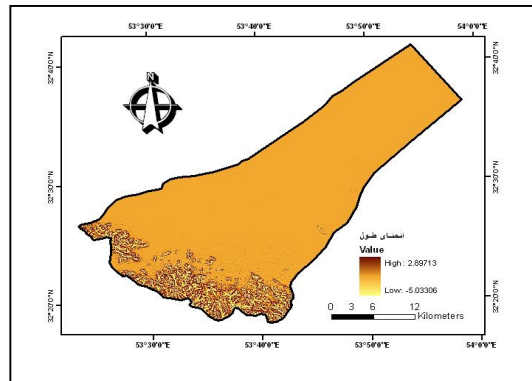 53°30'0"E 53°40'0"E 53°50'0"E 54°0'0"E
32°40'0"N 32°40'0"N
N
32°30'0"N 32°30'0"N
انحنای طول
Value
High : 2.89713
Low: -5.03306
32°20'0"N 32°20'0"N
0 3 6 12
Kilometers
53°30'0"E 53°40'0"E 53°50'0"E 54°0'0"E